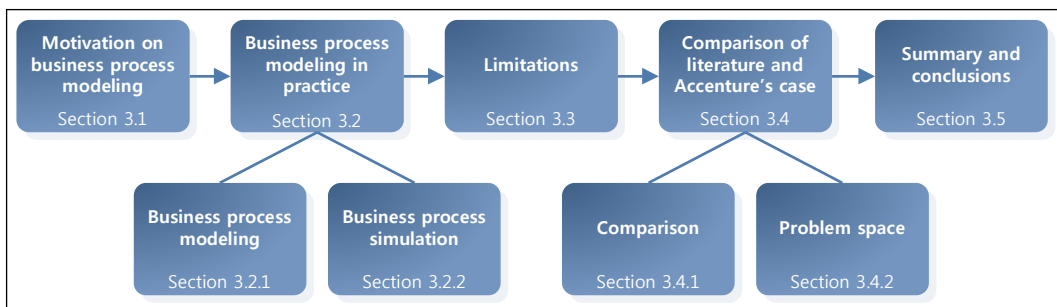 Motivation on
business process
modeling
Section 3.1
Business process
modeling in
practice
Section 3.2
Limitations
Section 3.3
Comparison of
literature and
Accenture's case
Section 3.4
Summary and
conclusions
Section 3.5
Business process
modeling
Section 3.2.1
Business process
simulation
Section 3.2.2
Comparison
Section 3.4.1
Problem space
Section 3.4.2